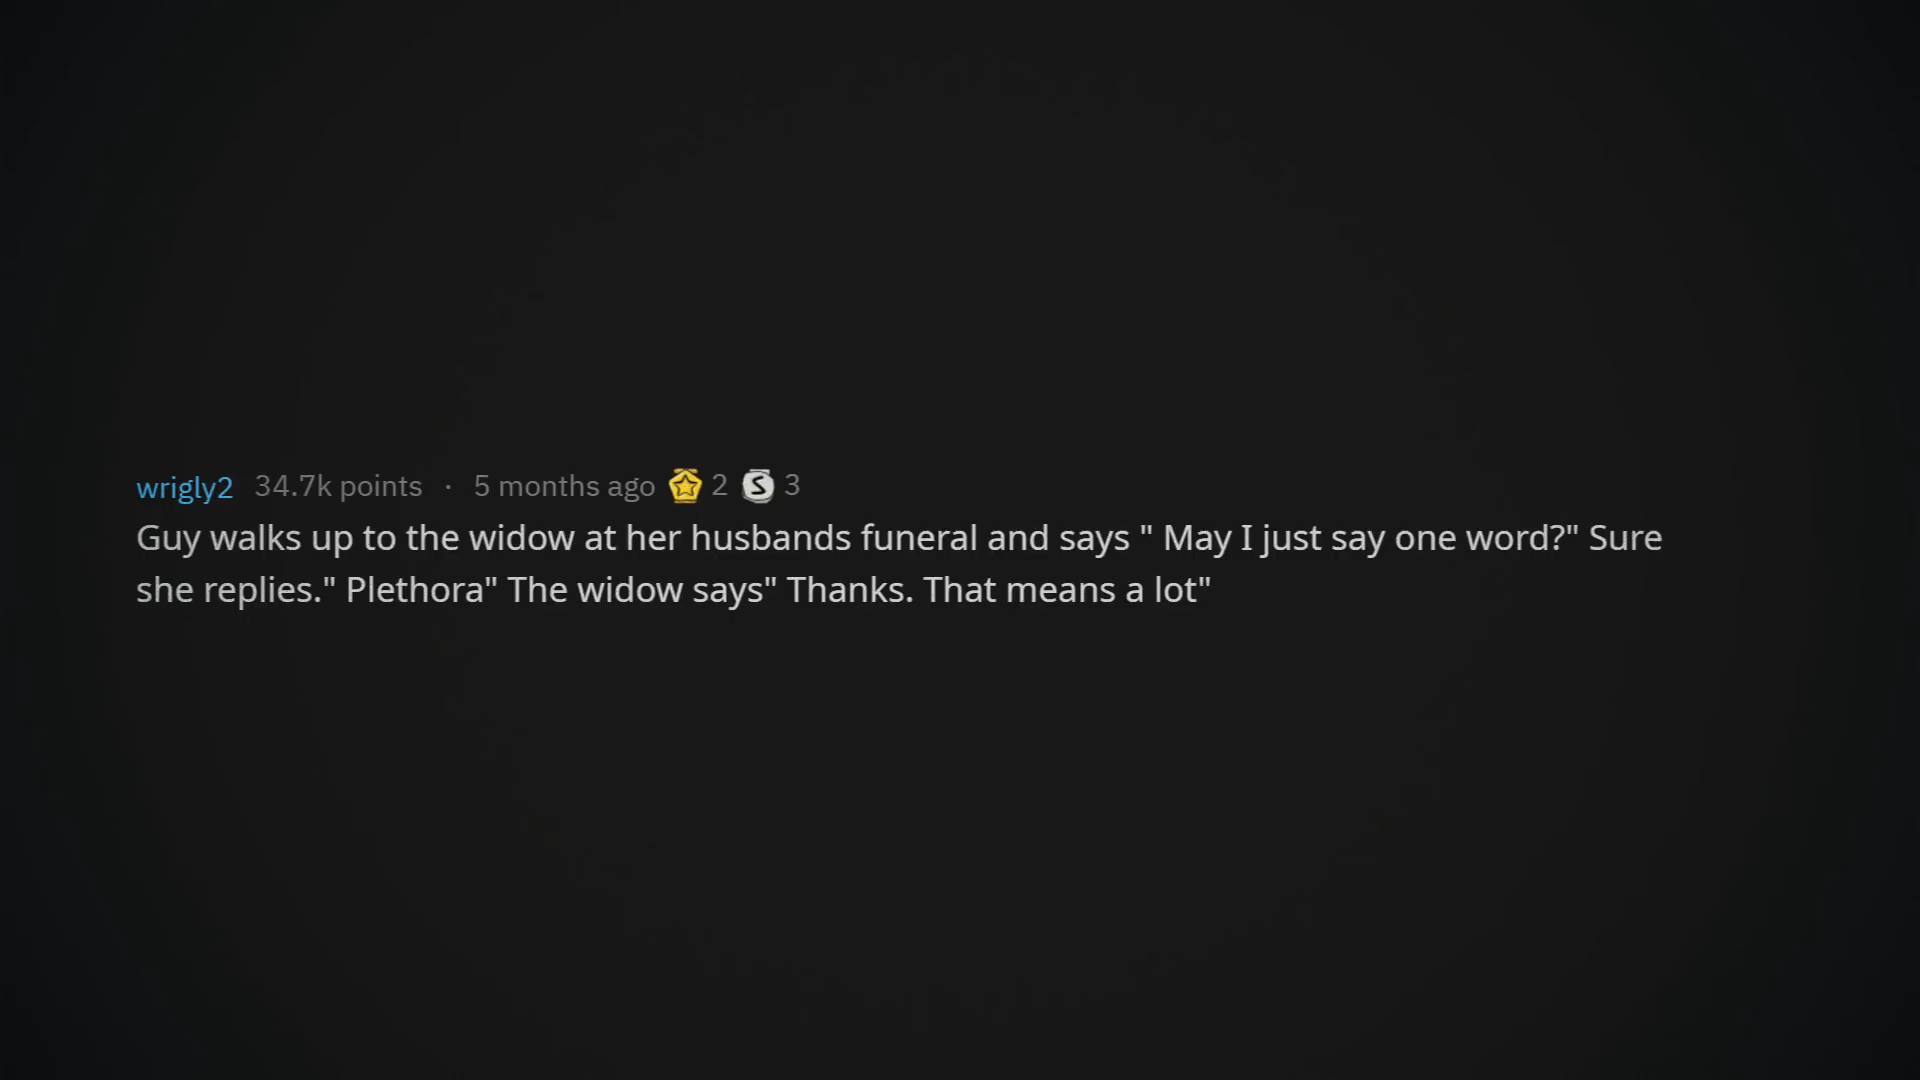 wrigly2 34.7k points · 5 months ago 2 S 3
Guy walks up to the widow at her husbands funeral and says " May I just say one word?" Sure
she replies." Plethora" The widow says" Thanks. That means a lot"